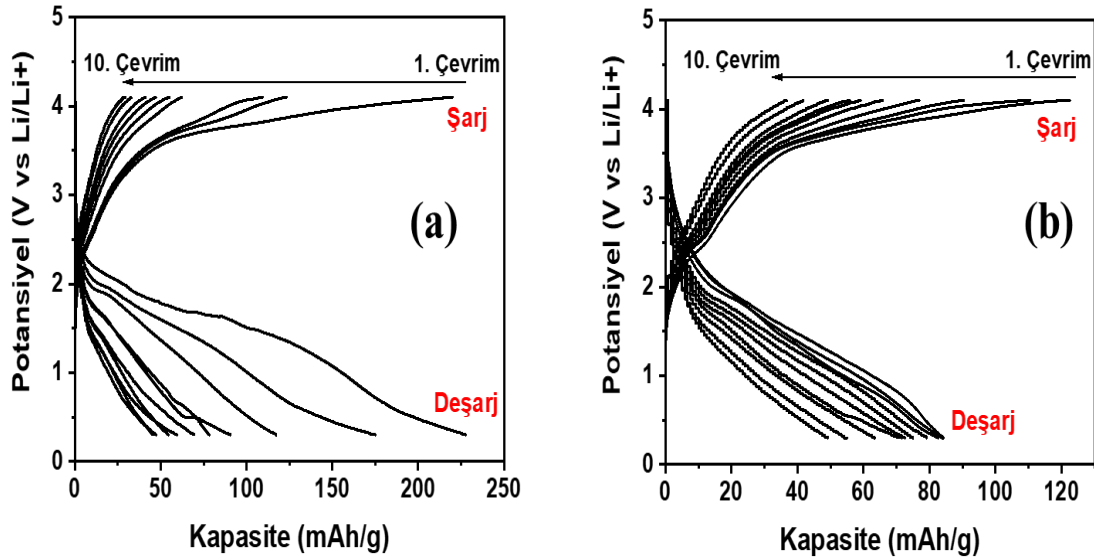 5
4
3
2
1
0
0
50
100
150
200
250
Potansiyel (V vs Li/Li+)
Kapasite (mAh/g)
10. Çevrim
1. Çevrim
Şarj
(a)
Deşarj
5
4
3
2
1
0
0
20
40
60
80
100
120
Potansiyel (V vs Li/Li+)
Kapasite (mAh/g)
10. Çevrim
1. Çevrim
Şarj
(b)
Deşarj